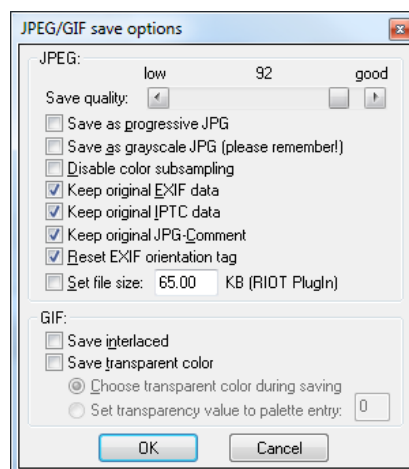 JPEG/GIF save options
JPEG:
low 92 good
Save quality:
Save as progressive JPG
Save as grayscale JPG (please remember!)
Disable color subsampling
Keep original EXIF data
Keep original IPTC data
Keep original JPG-Comment
Reset EXIF orientation tag
Set file size: 65.00 KB (RIOT PlugIn)
GIF:
Save interlaced
Save transparent color
Choose transparent color during saving
Set transparency value to palette entry: 0
OK Cancel